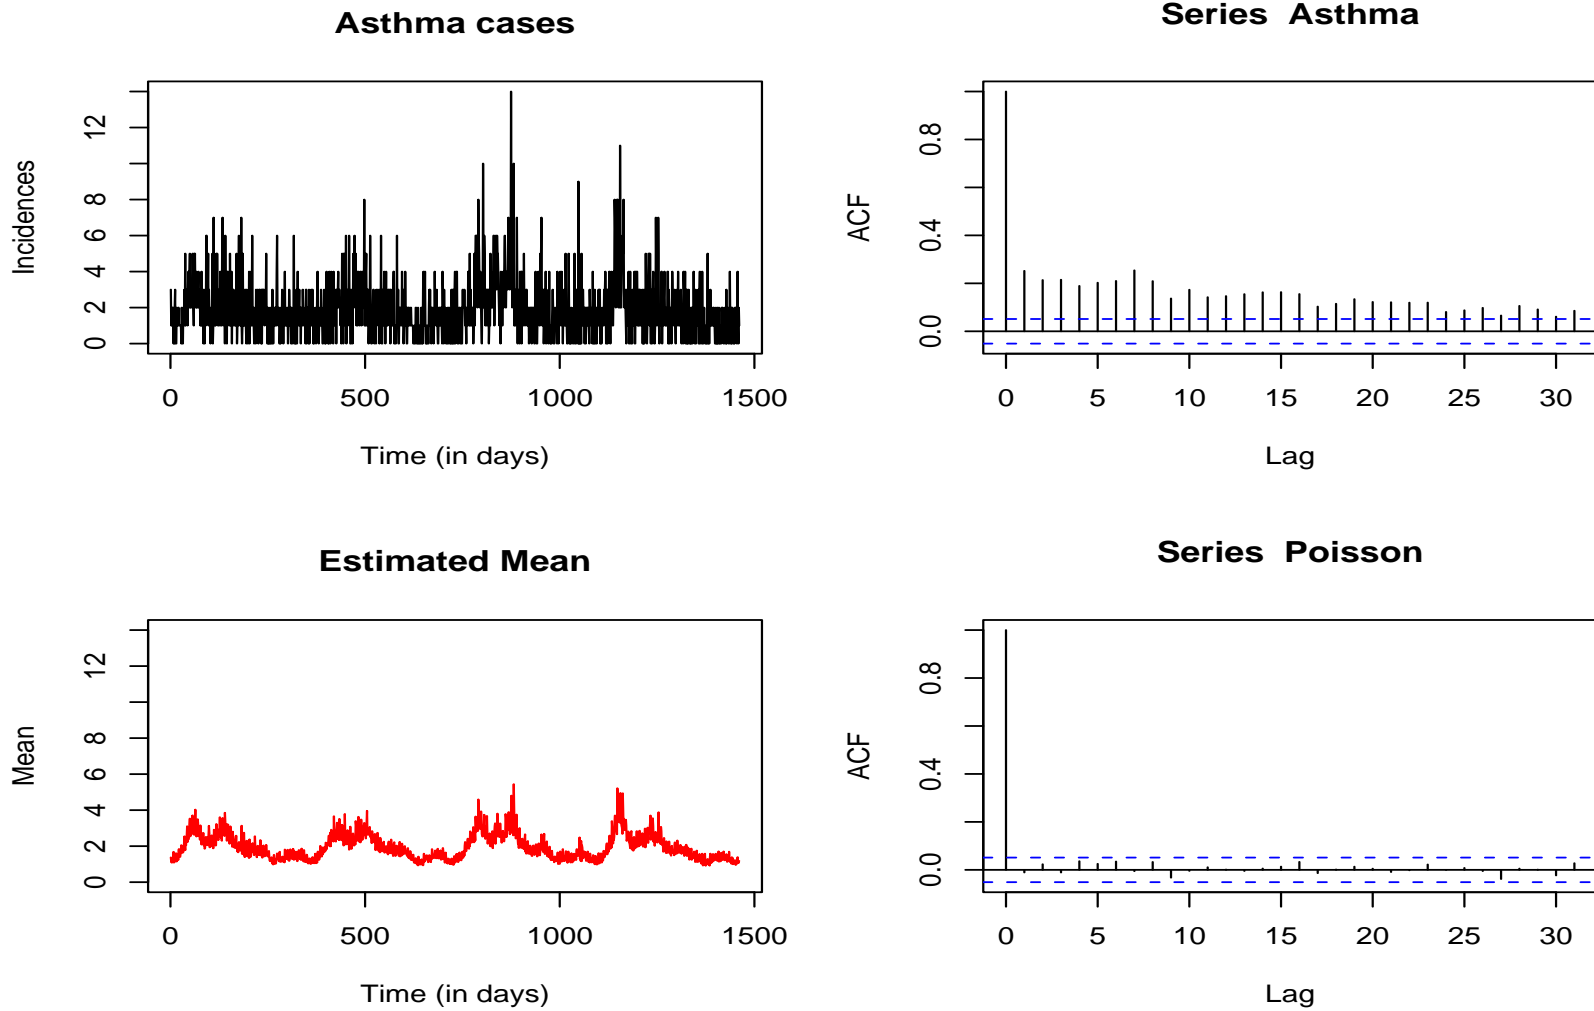 Asthma cases
Incidences
0 2 4 6 8 12
0 500 1000 1500
Time (in days)
Series Asthma
ACF
0.0 0.4 0.8
0 5 10 15 20 25 30
Lag
Estimated Mean
Mean
0 2 4 6 8 12
0 500 1000 1500
Time (in days)
Series Poisson
ACF
0.0 0.4 0.8
0 5 10 15 20 25 30
Lag